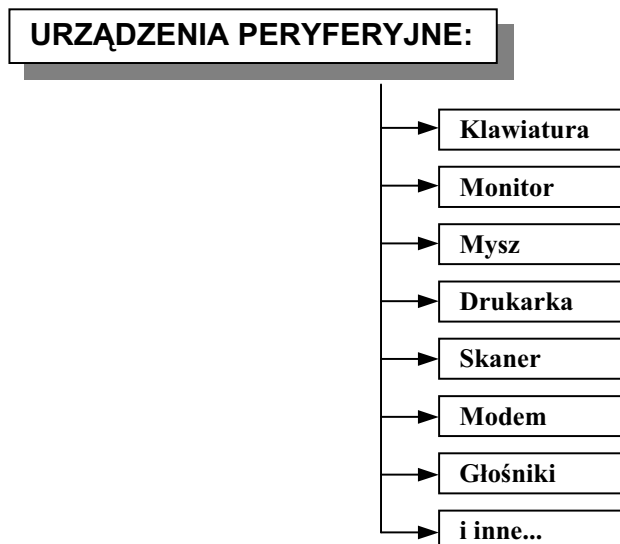 URZĄDZENIA PERYFERYJNE:
Klawiatura
Monitor
Mysz
Drukarka
Skaner
Modem
Głośniki
i inne...